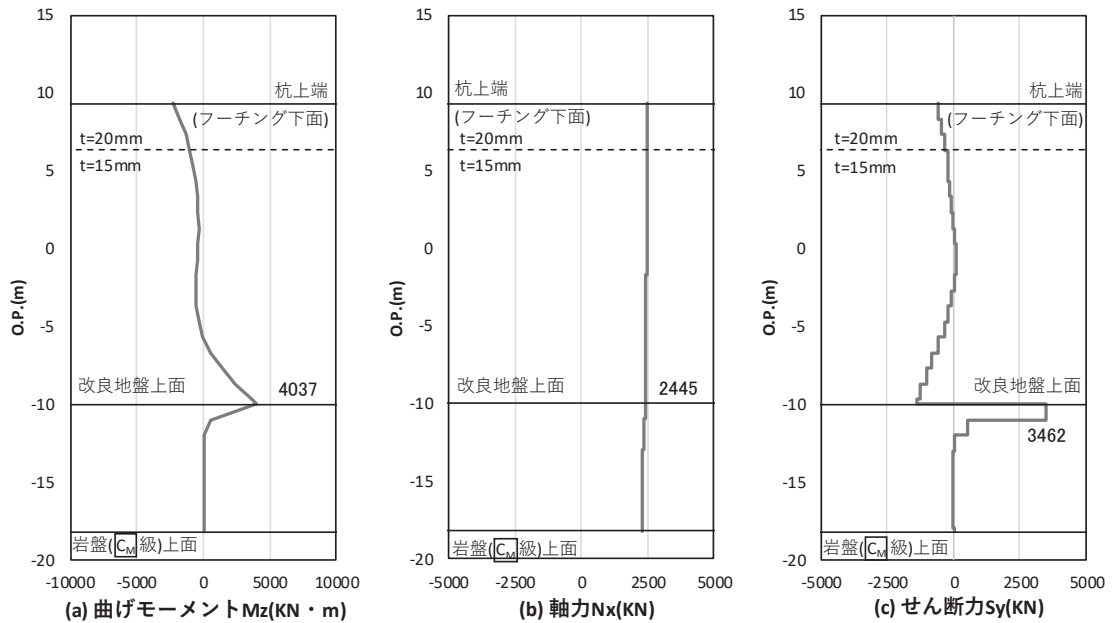 15
10
5
0
-5
-10
-15
-20
O.P.(m)
杭上端
(フーチング下面)
t=20mm
t=15mm
改良地盤上面
4037
岩盤(CM級)上面
-10000
-5000
0
5000
10000
(a) 曲げモーメントMz(KN・m)
15
10
5
0
-5
-10
-15
-20
O.P.(m)
杭上端
(フーチング下面)
t=20mm
t=15mm
改良地盤上面
2445
岩盤(CM級)上面
-5000
-2500
0
2500
5000
(b) 軸力Nx(KN)
15
10
5
0
-5
-10
-15
-20
O.P.(m)
杭上端
(フーチング下面)
t=20mm
t=15mm
改良地盤上面
3462
岩盤(CM級)上面
-5000
-2500
0
2500
5000
(c) せん断力Sy(KN)